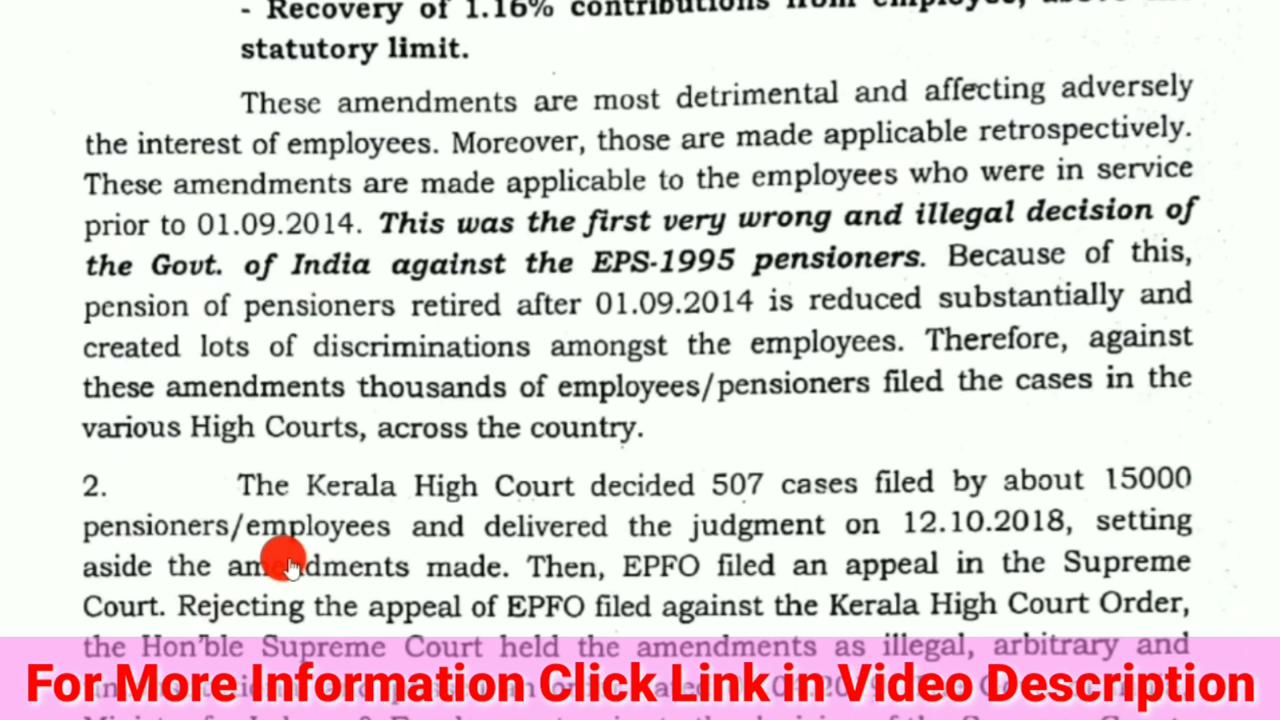 - Recovery of 1.16% contributions from employee, above
statutory limit.
These amendments are most detrimental and affecting adversely
the interest of employees. Moreover, those are made applicable retrospectively.
These amendments are made applicable to the employees who were in service
prior to 01.09.2014. This was the first very wrong and illegal decision of
the Govt. of India against the EPS-1995 pensioners. Because of this,
pension of pensioners retired after 01.09.2014 is reduced substantially and
created lots of discriminations amongst the employees. Therefore, against
these amendments thousands of employees/pensioners filed the cases in the
various High Courts, across the country.
2. The Kerala High Court decided 507 cases filed by about 15000
pensioners/employees and delivered the judgment on 12.10.2018, setting
aside the amendments made. Then, EPFO filed an appeal in the Supreme
Court. Rejecting the appeal of EPFO filed against the Kerala High Court Order,
the Hon'ble Supreme Court held the amendments as illegal, arbitrary and
For More Information Click Link in Video Description